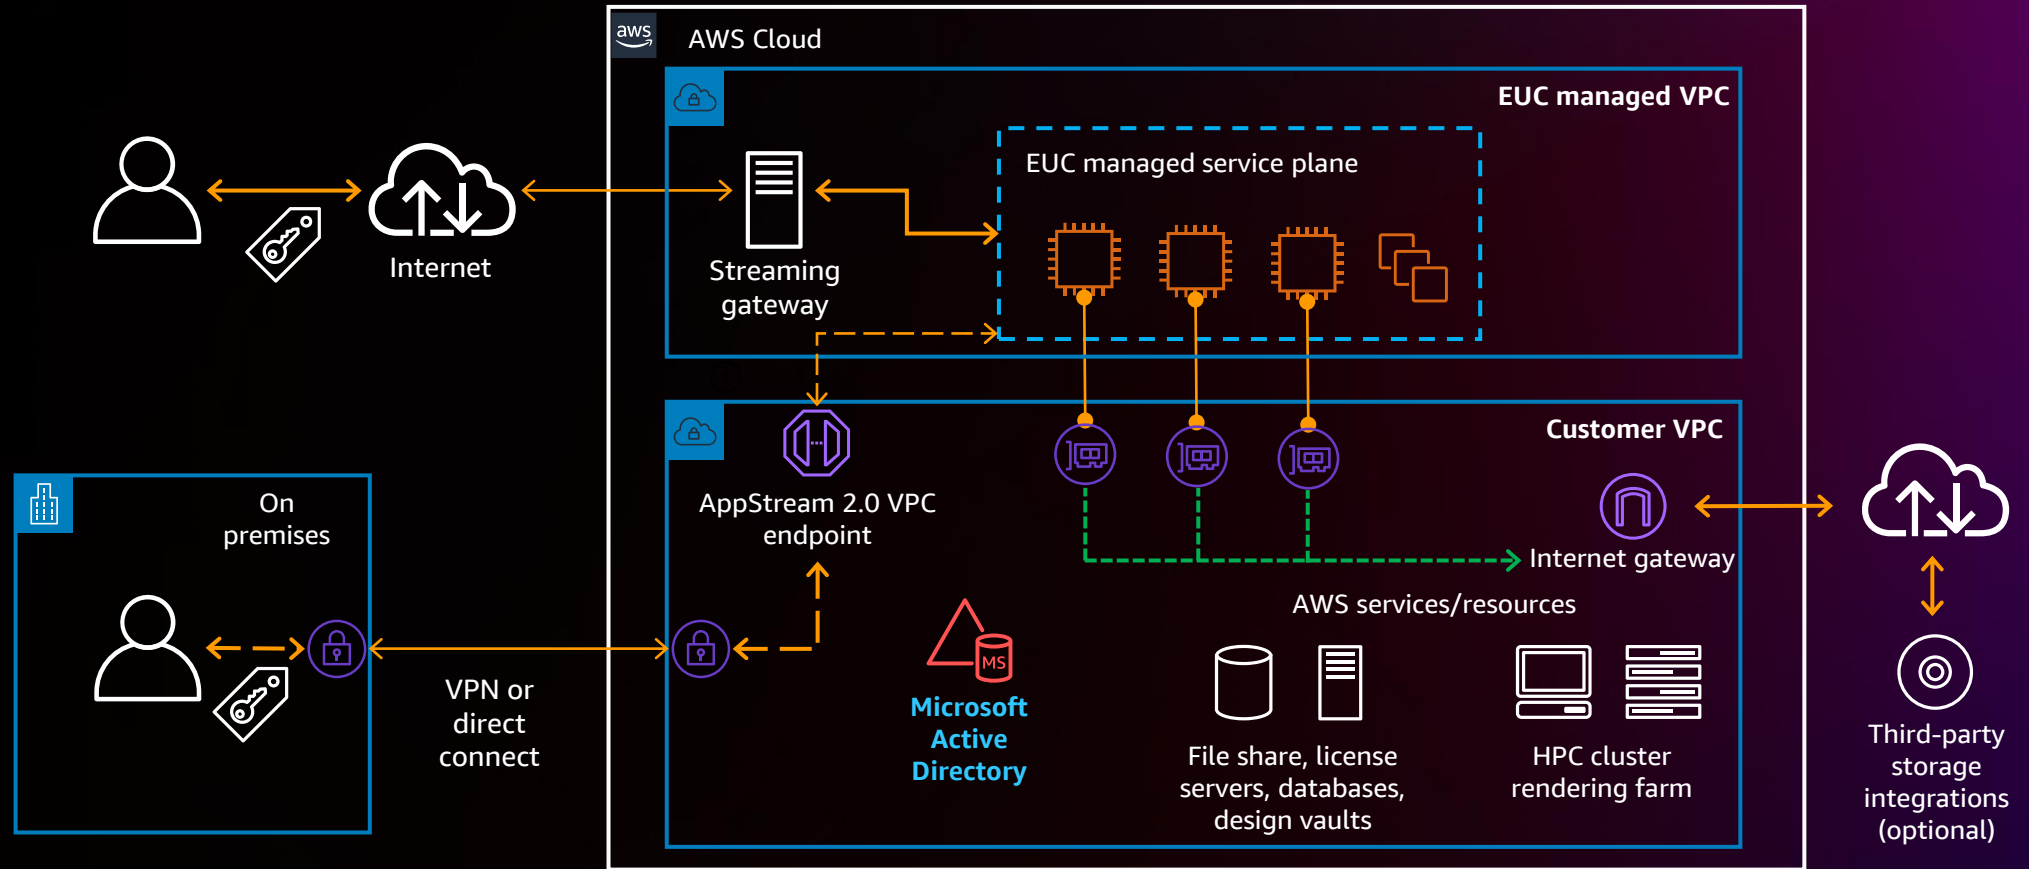 aws
AWS Cloud
EUC managed VPC
EUC managed service plane
Internet
Streaming
gateway
Customer VPC
On
premises
AppStream 2.0 VPC
endpoint
Internet gateway
AWS services/resources
VPN or
direct
connect
MS
Microsoft
Active
Directory
File share, license
servers, databases,
design vaults
HPC cluster
rendering farm
Third-party
storage
integrations
(optional)